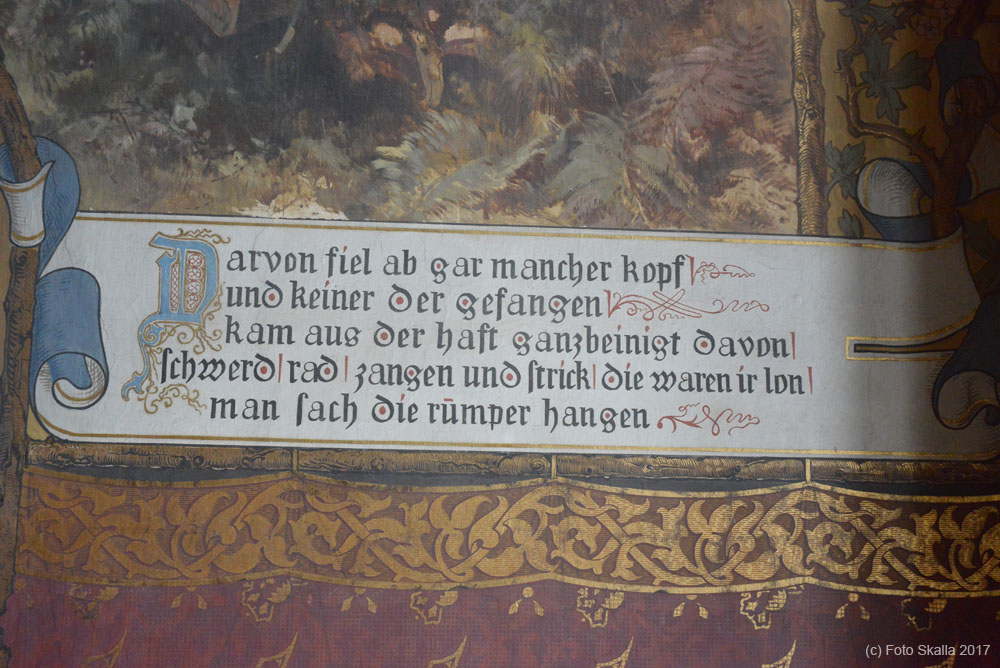 Darvon fiel ab gar mancher kopf|
und keiner der gefangen|
kam aus der haft ganzbeinigt davon|
schwerd|rad|zangen und strick|die waren ir lon|
man sach die rūmper hangen
(c) Foto Skalla 2017